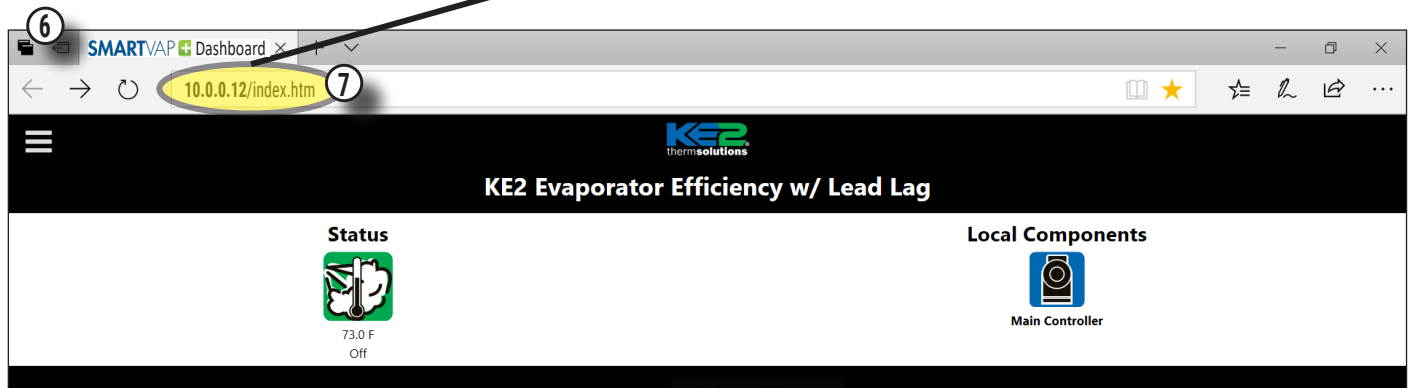 6
SMARTVAP Dashboard
10.0.0.12/index.htm 7
KE2
thermsolutions
KE2 Evaporator Efficiency w/ Lead Lag
Status
Local Components
73.0 F
Off
Main Controller